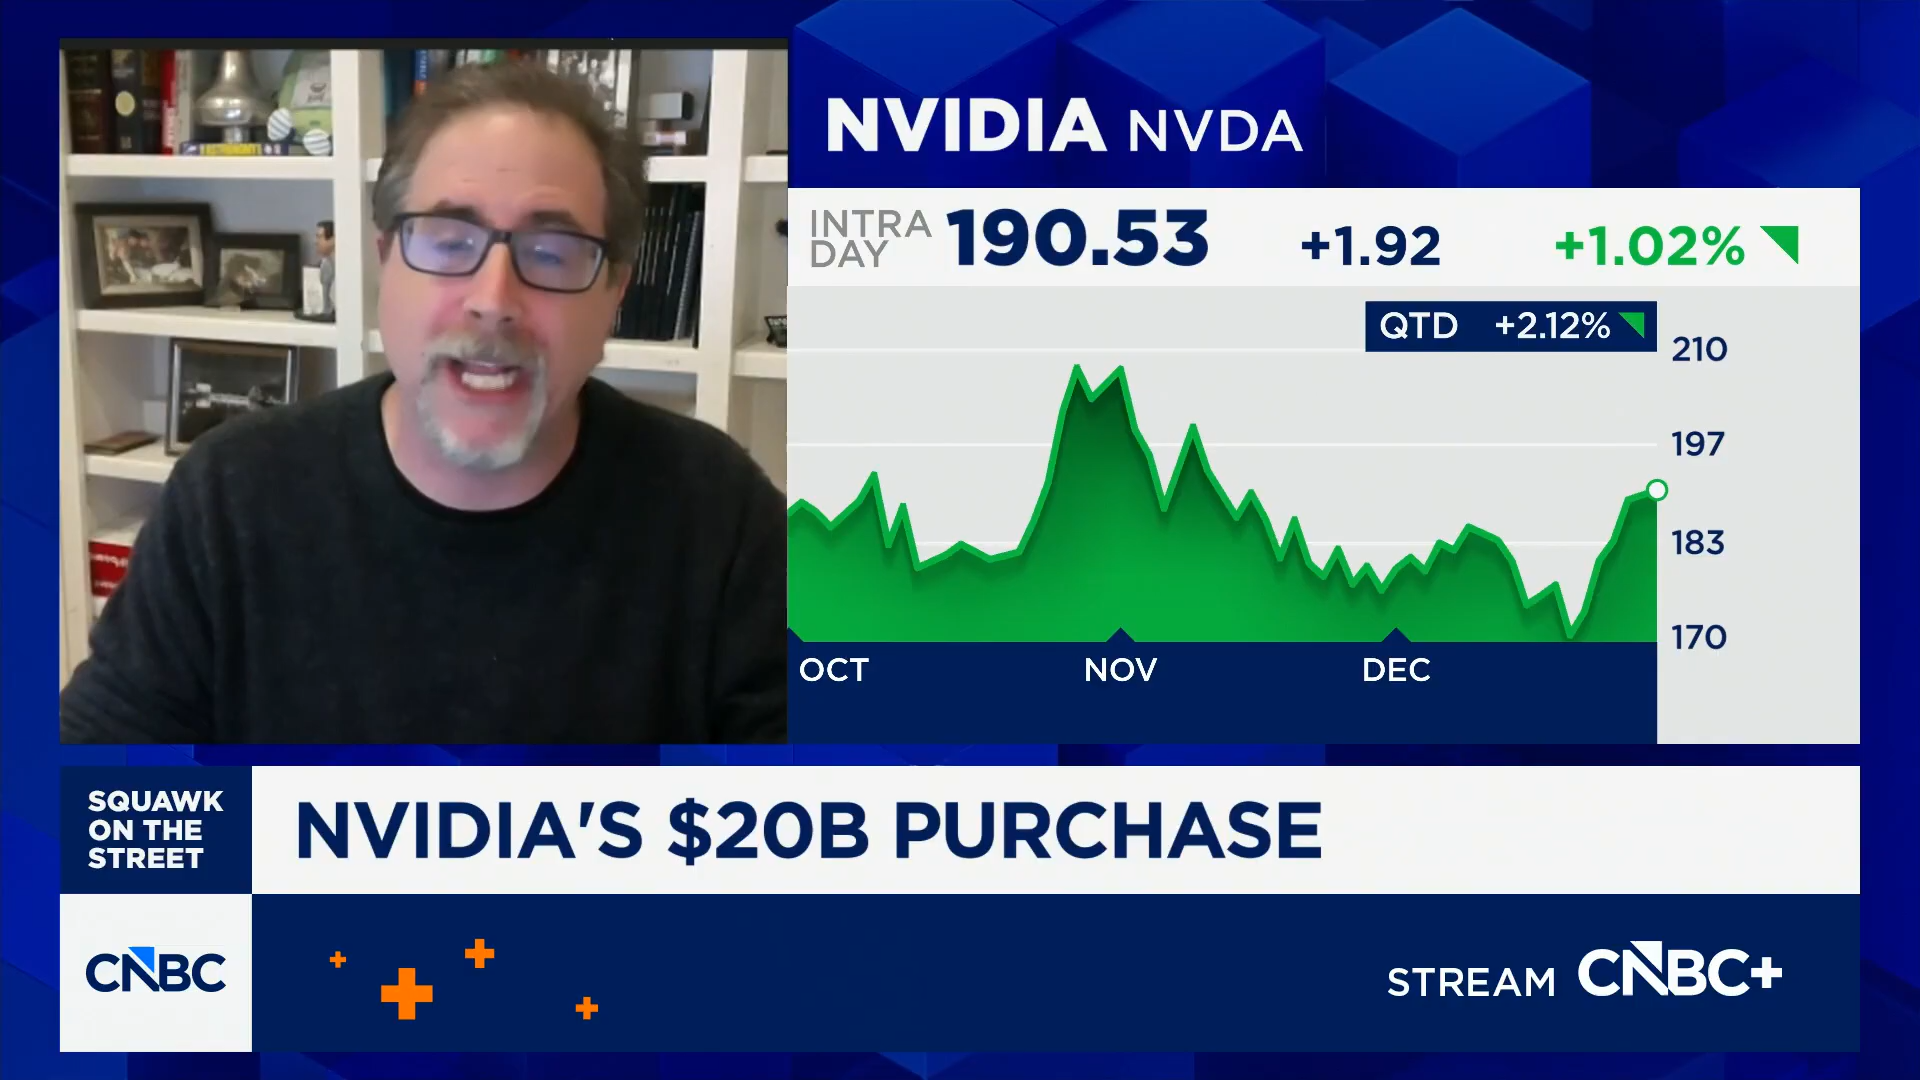 ASTRONOMY
NVIDIA NVDA
INTRA DAY 190.53 +1.92 +1.02%
QTD +2.12%
210
197
183
170
OCT NOV DEC
SQUAWK
ON THE
STREET
NVIDIA'S $20B PURCHASE
CNBC
STREAM CNBC+